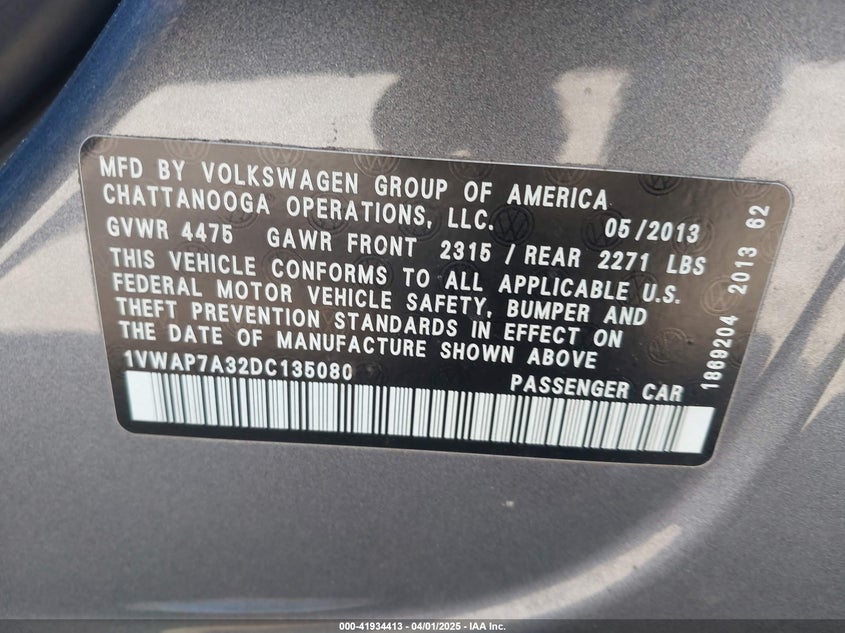 MFD BY VOLKSWAGEN GROUP OF AMERICA
CHATTANOOGA OPERATIONS, LLC. 05/2013
GVWR 4475 GAWR FRONT 2315 / REAR 2271 LBS
THIS VEHICLE CONFORMS TO ALL APPLICABLE U.S.
FEDERAL MOTOR VEHICLE SAFETY, BUMPER AND
THEFT PREVENTION STANDARDS IN EFFECT ON
THE DATE OF MANUFACTURE SHOWN ABOVE
1VWAP7A32DC135080 PASSENGER CAR
1869204 2013 62
000-41934413 - 04/01/2025 - IAA Inc.